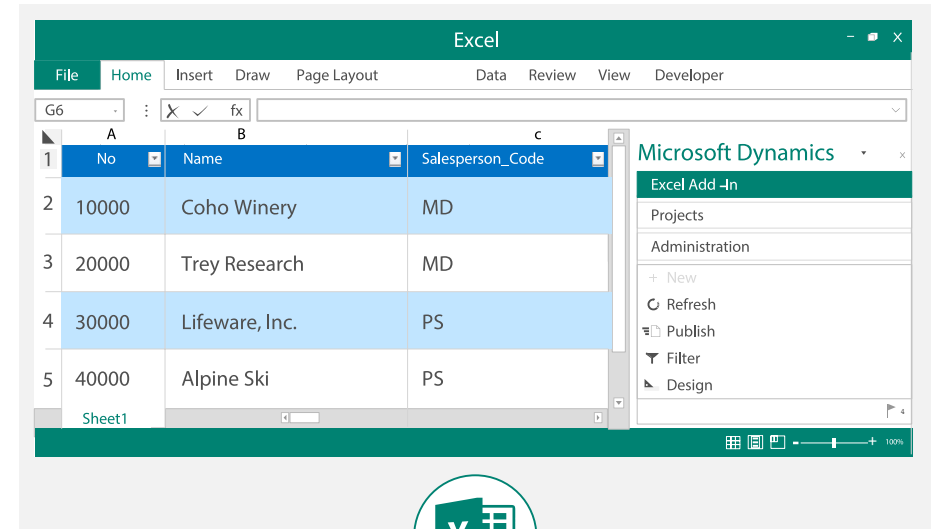 Excel
File Home Insert Draw Page Layout Data Review View Developer
G6 fx
A B C
1 No Name Salesperson_Code
2 10000 Coho Winery MD
3 20000 Trey Research MD
4 30000 Lifeware, Inc. PS
5 40000 Alpine Ski PS
Sheet1
Microsoft Dynamics
Excel Add -In
Projects
Administration
+ New
Refresh
Publish
Filter
Design
4
100%
X